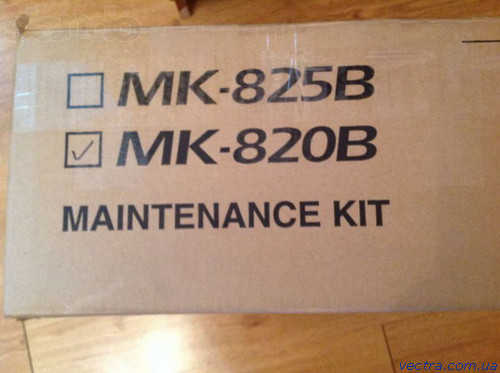 MK-825B
MK-820B
MAINTENANCE KIT
vectra.com.ua